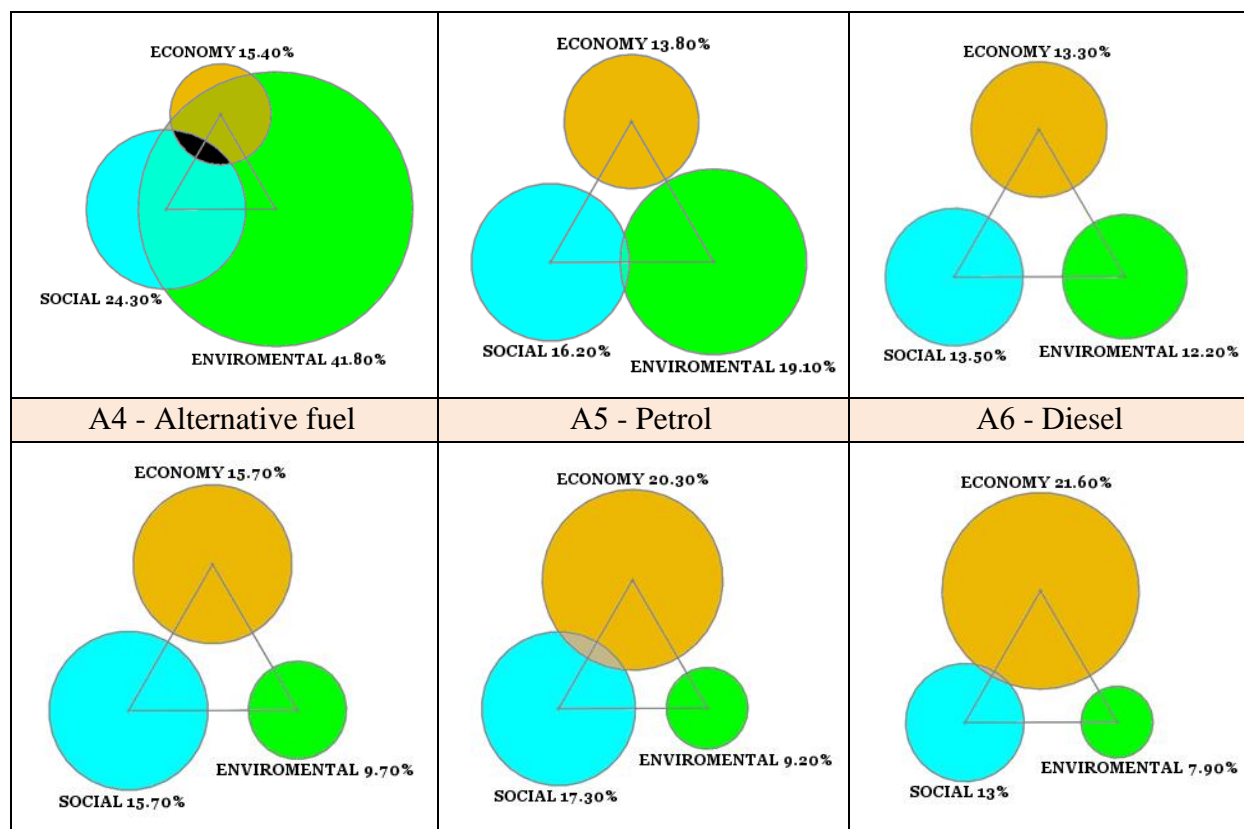 ECONOMY 15.40%
SOCIAL 24.30%
ENVIROMENTAL 41.80%
ECONOMY 13.80%
SOCIAL 16.20%
ENVIROMENTAL 19.10%
ECONOMY 13.30%
SOCIAL 13.50%
ENVIROMENTAL 12.20%
A4 - Alternative fuel
A5 - Petrol
A6 - Diesel
ECONOMY 15.70%
ENVIROMENTAL 9.70%
SOCIAL 15.70%
ECONOMY 20.30%
ENVIROMENTAL 9.20%
SOCIAL 17.30%
ECONOMY 21.60%
ENVIROMENTAL 7.90%
SOCIAL 13%